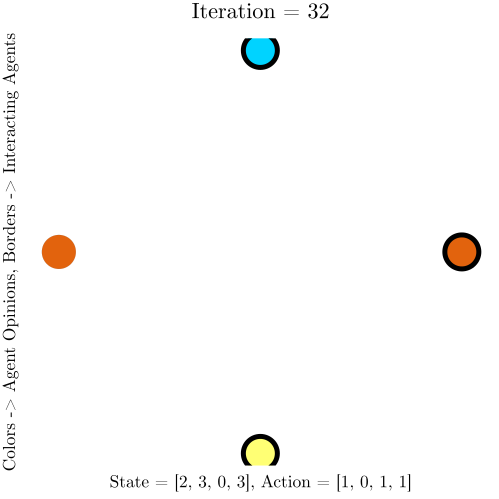 Iteration = 32
Colors -> Agent Opinions, Borders -> Interacting Agents
State = [2, 3, 0, 3], Action = [1, 0, 1, 1]